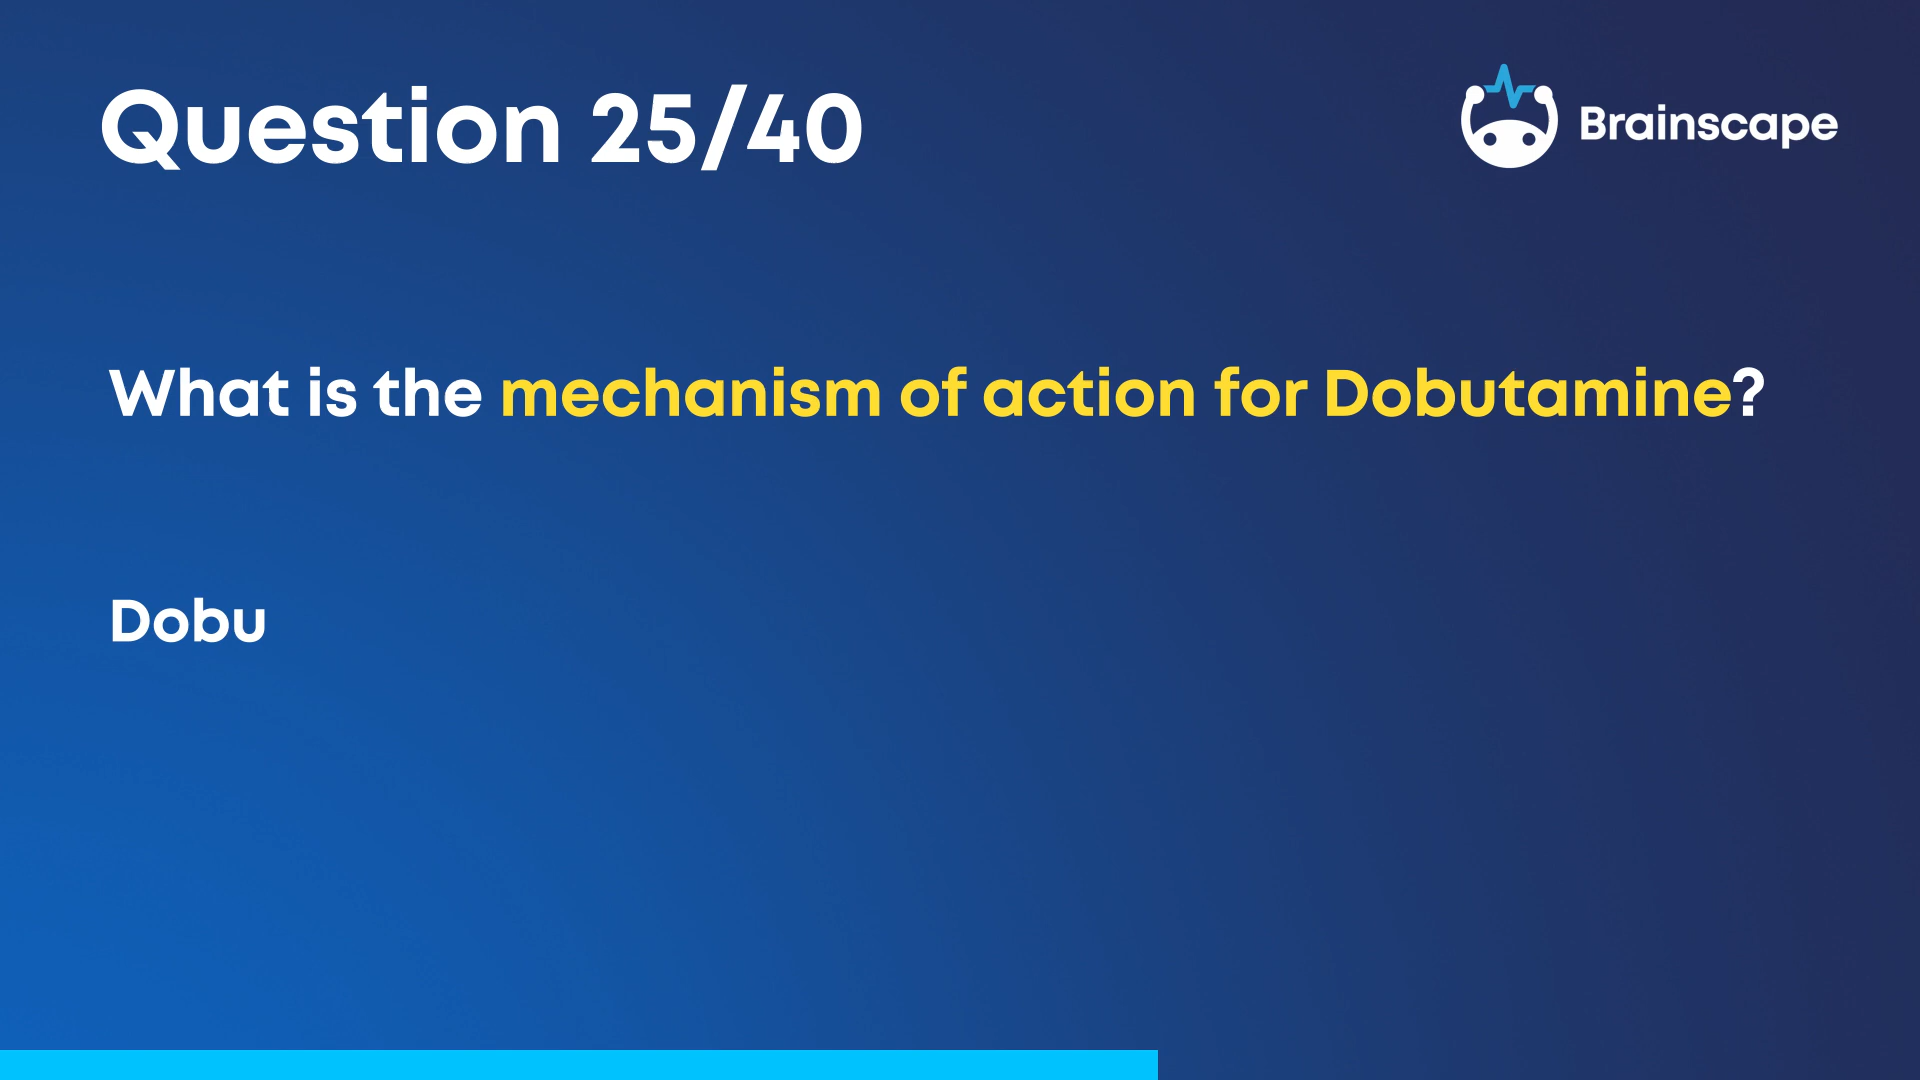 Question 25/40
Brainscape
What is the mechanism of action for Dobutamine?
Dobu